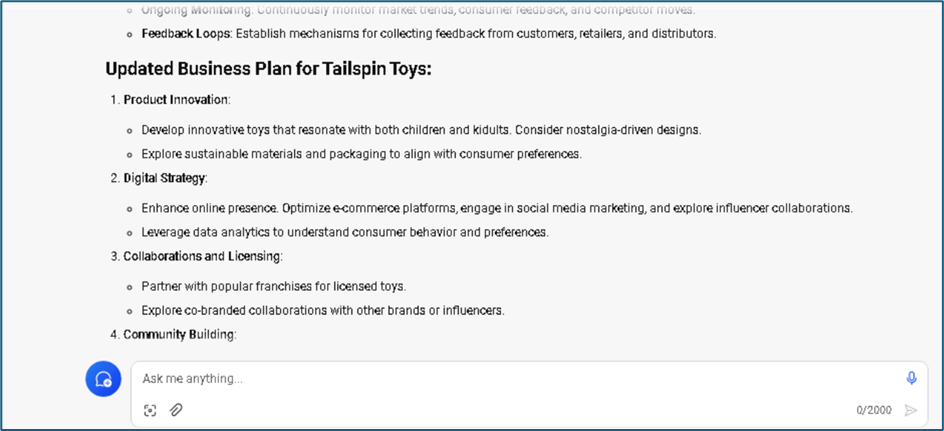 Ongoing Monitoring: Continuously monitor market trends, consumer feedback, and competitor moves.
Feedback Loops: Establish mechanisms for collecting feedback from customers, retailers, and distributors.
Updated Business Plan for Tailspin Toys:
1. Product Innovation:
Develop innovative toys that resonate with both children and kidults. Consider nostalgia-driven designs.
Explore sustainable materials and packaging to align with consumer preferences.
2. Digital Strategy:
Enhance online presence. Optimize e-commerce platforms, engage in social media marketing, and explore influencer collaborations.
Leverage data analytics to understand consumer behavior and preferences.
3. Collaborations and Licensing:
Partner with popular franchises for licensed toys.
Explore co-branded collaborations with other brands or influencers.
4. Community Building:
Ask me anything...
0/2000